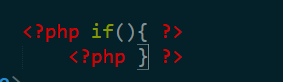 <?php if(){ ?>
<?php } ?>
>